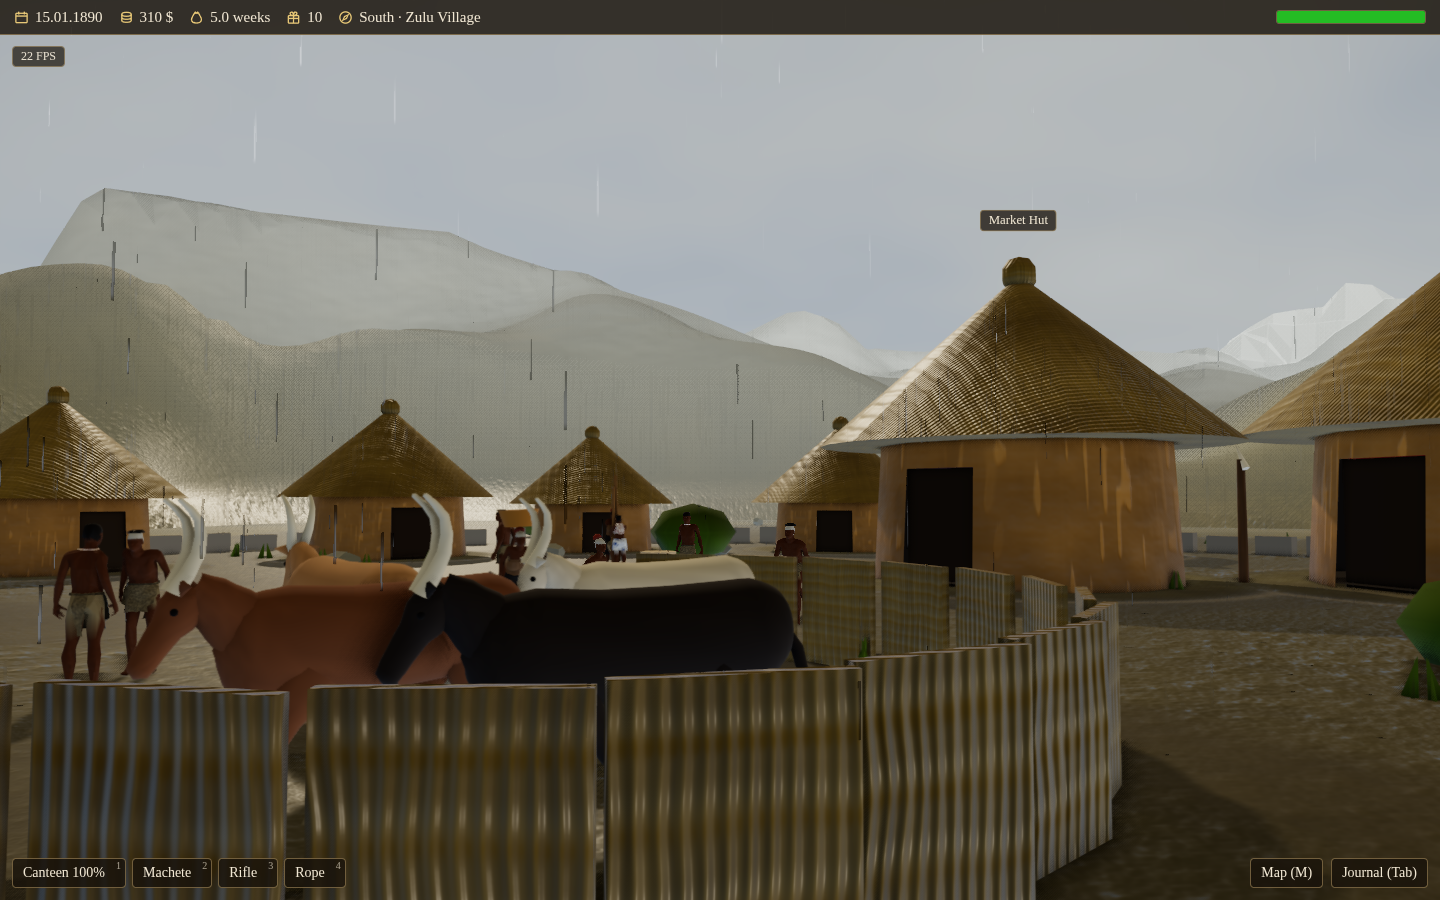 15.01.1890 310 $ 5.0 weeks 10 South · Zulu Village
22 FPS
Market Hut
Canteen 100% 1 Machete 2 Rifle 3 Rope 4
Map (M) Journal (Tab)